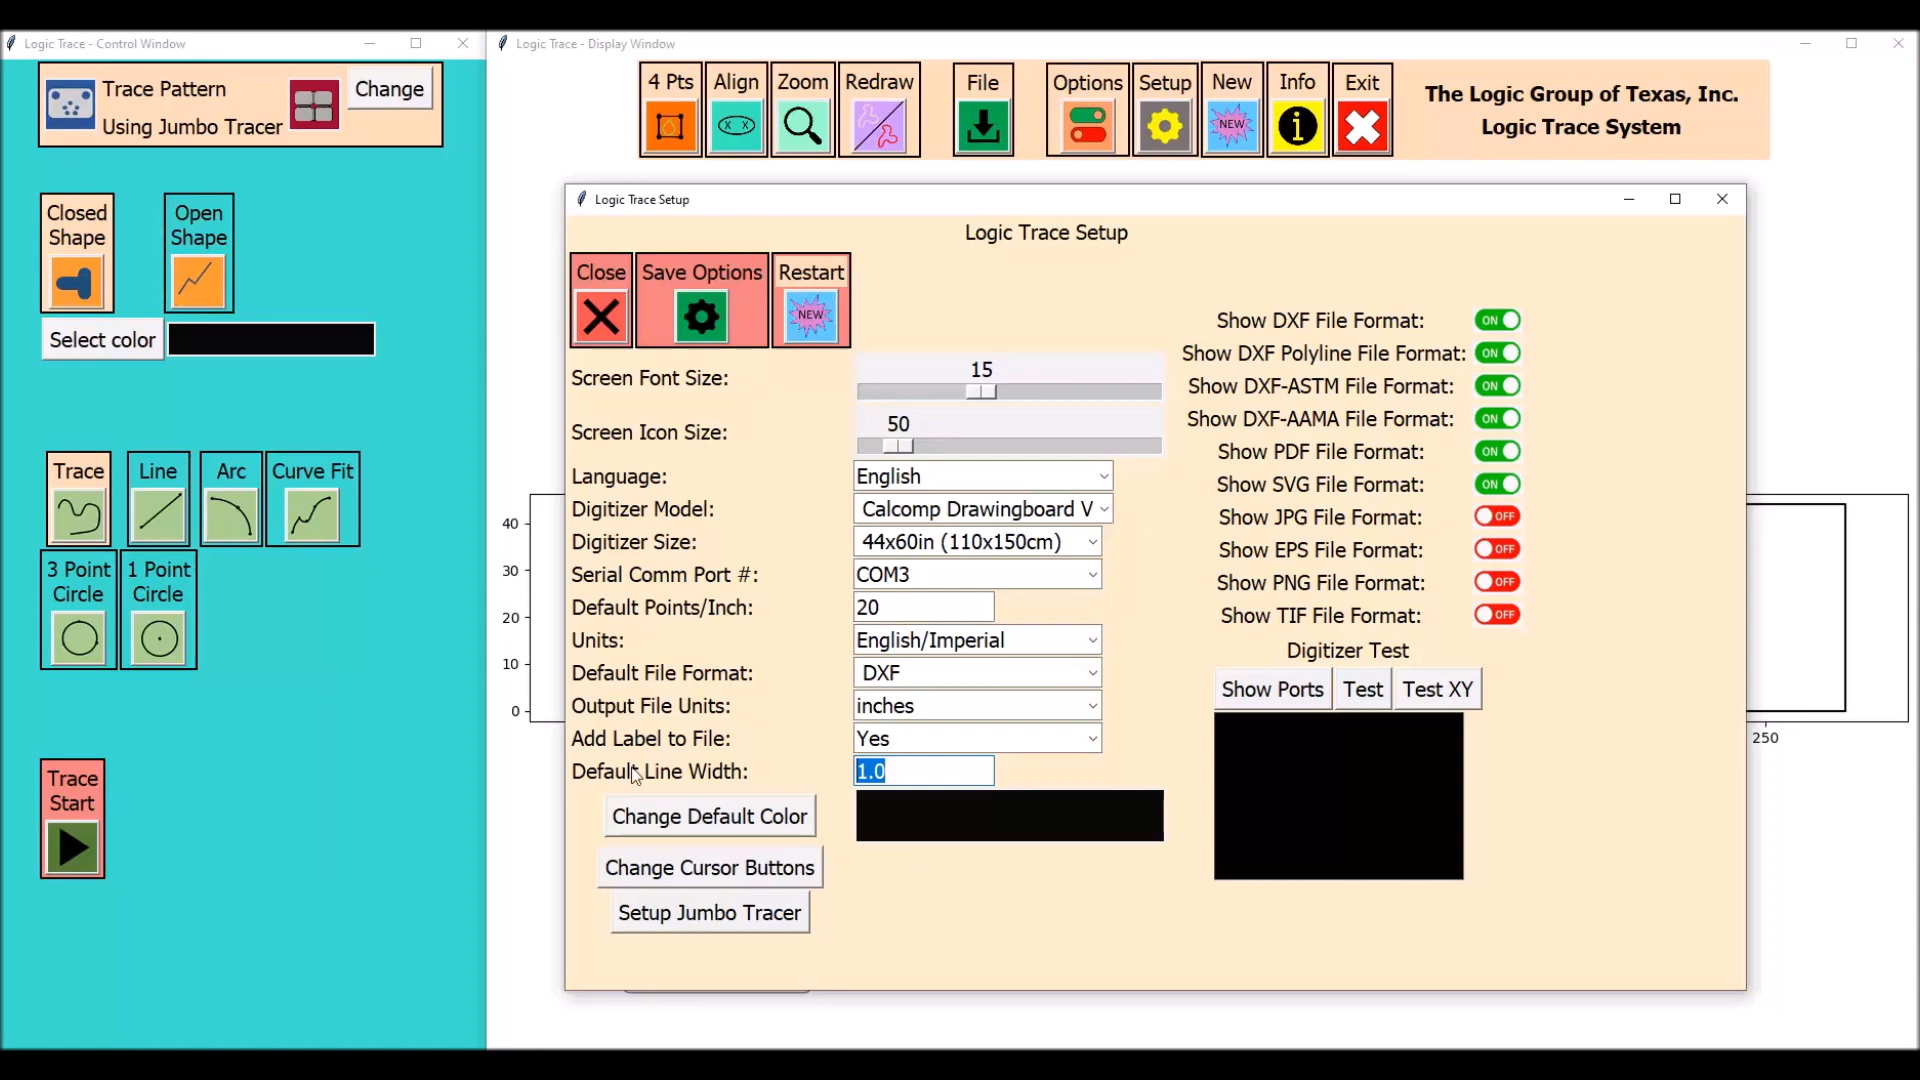 Logic Trace - Control Window
Trace Pattern
Using Jumbo Tracer
Change
Closed
Shape
Open
Shape
Select color
Trace
Line
Arc
Curve Fit
3 Point
Circle
1 Point
Circle
Trace
Start
Logic Trace - Display Window
4 Pts
Align
Zoom
Redraw
File
Options
Setup
New
Info
Exit
NEW
The Logic Group of Texas, Inc.
Logic Trace System
40
30
20
10
0
250
Logic Trace Setup
Logic Trace Setup
Close
Save Options
Restart
NEW
Screen Font Size:
15
Screen Icon Size:
50
Language:
English
Digitizer Model:
Calcomp Drawingboard V
Digitizer Size:
44x60in (110x150cm)
Serial Comm Port #:
COM3
Default Points/Inch:
20
Units:
English/Imperial
Default File Format:
DXF
Output File Units:
inches
Add Label to File:
Yes
Default Line Width:
1.0
Change Default Color
Change Cursor Buttons
Setup Jumbo Tracer
Show DXF File Format:
ON
Show DXF Polyline File Format:
ON
Show DXF-ASTM File Format:
ON
Show DXF-AAMA File Format:
ON
Show PDF File Format:
ON
Show SVG File Format:
ON
Show JPG File Format:
OFF
Show EPS File Format:
OFF
Show PNG File Format:
OFF
Show TIF File Format:
OFF
Digitizer Test
Show Ports
Test
Test XY